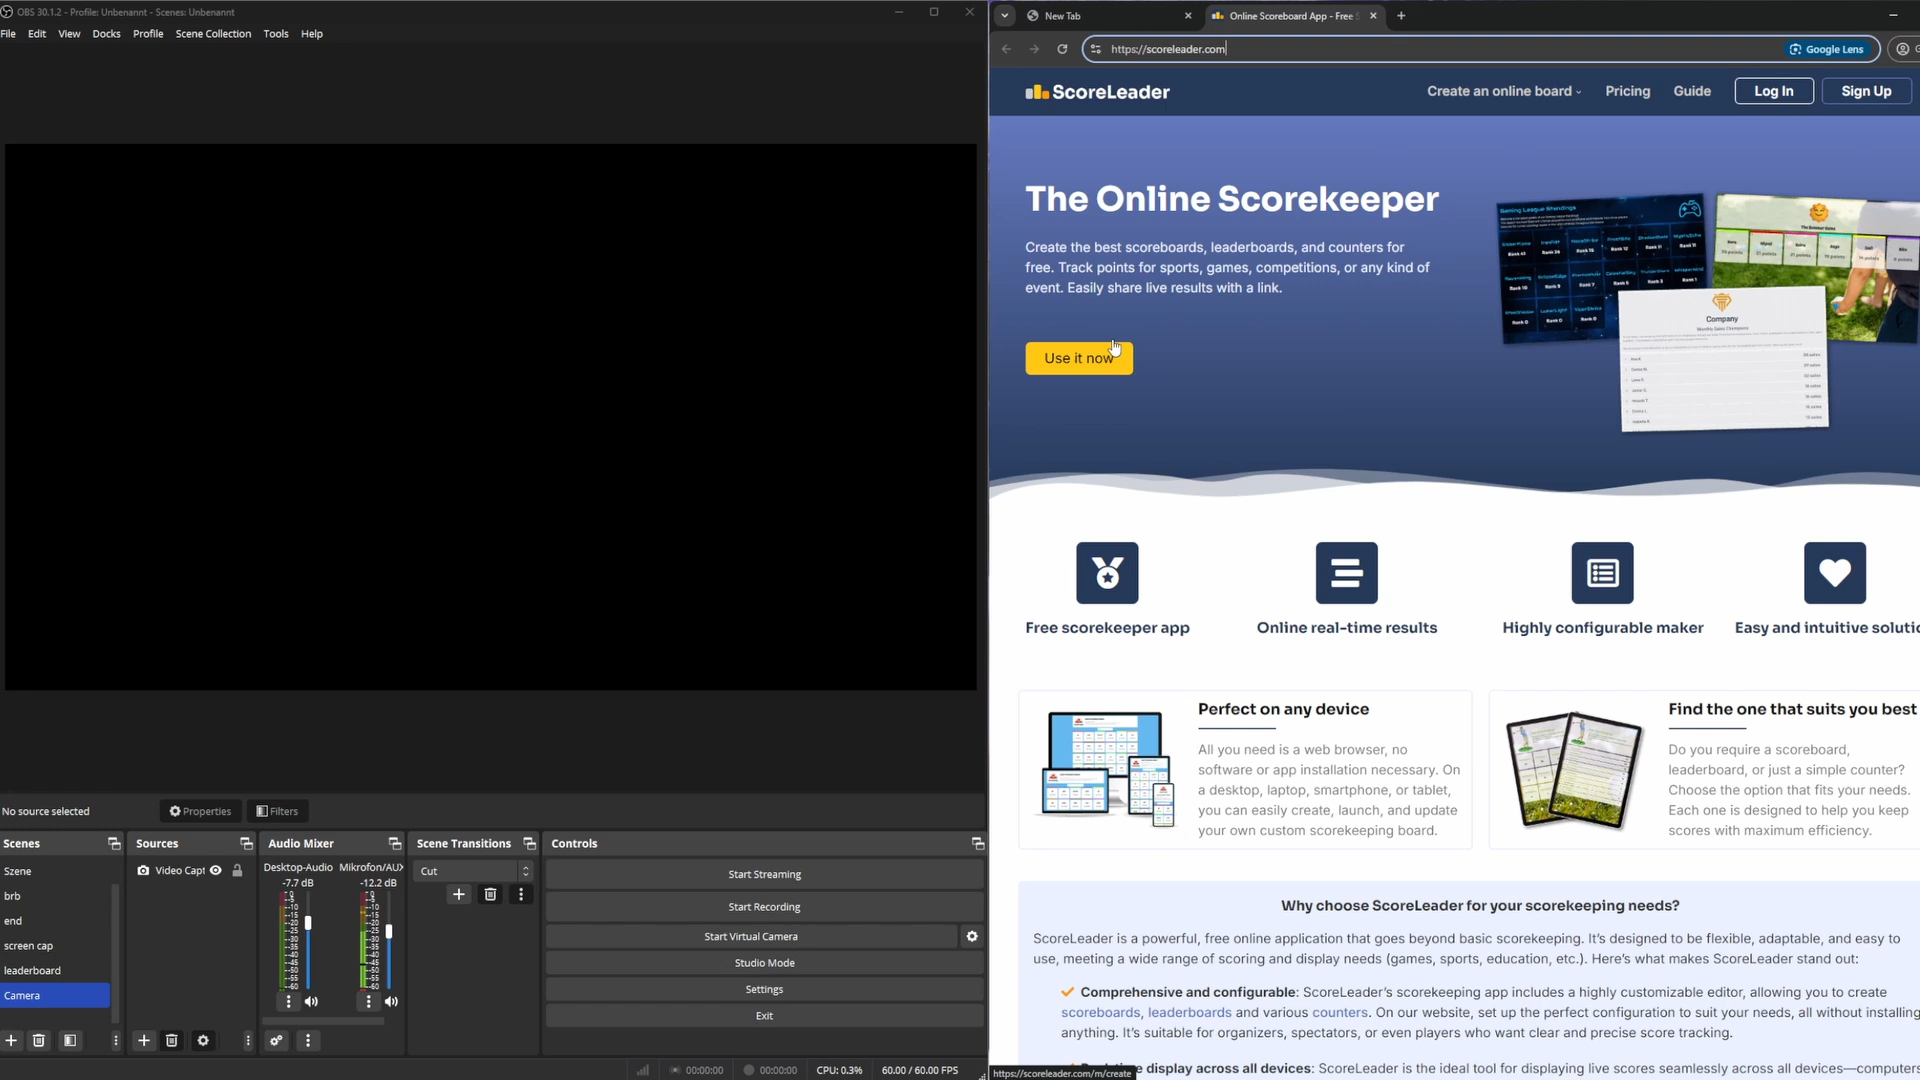 OBS 30.1.2 - Profile: Unbenannt - Scenes: Unbenannt
File Edit View Docks Profile Scene Collection Tools Help
No source selected
Properties
Filters
Scenes
Szene
brb
end
screen cap
leaderboard
Camera
Sources
Video Capt
Audio Mixer
Desktop-Audio
-7.7 dB
Mikrofon/AUX
-12.2 dB
Scene Transitions
Cut
Controls
Start Streaming
Start Recording
Start Virtual Camera
Studio Mode
Settings
Exit
00:00:00
00:00:00
CPU: 0.3%
60.00 / 60.00 FPS
New Tab
Online Scoreboard App - Free S
https://scoreleader.com
Google Lens
ScoreLeader
Create an online board
Pricing
Guide
Log In
Sign Up
The Online Scorekeeper
Create the best scoreboards, leaderboards, and counters for
free. Track points for sports, games, competitions, or any kind of
event. Easily share live results with a link.
Use it now
Gaming League Standings
The Summer Game
Company
Monthly Sales Champions
Free scorekeeper app
Online real-time results
Highly configurable maker
Easy and intuitive solutio
Perfect on any device
All you need is a web browser, no
software or app installation necessary. On
a desktop, laptop, smartphone, or tablet,
you can easily create, launch, and update
your own custom scorekeeping board.
Find the one that suits you best
Do you require a scoreboard,
leaderboard, or just a simple counter?
Choose the option that fits your needs.
Each one is designed to help you keep
scores with maximum efficiency.
Why choose ScoreLeader for your scorekeeping needs?
ScoreLeader is a powerful, free online application that goes beyond basic scorekeeping. It's designed to be flexible, adaptable, and easy to
use, meeting a wide range of scoring and display needs (games, sports, education, etc.). Here's what makes ScoreLeader stand out:
Comprehensive and configurable: ScoreLeader's scorekeeping app includes a highly customizable editor, allowing you to create
scoreboards, leaderboards and various counters. On our website, set up the perfect configuration to suit your needs, all without installing
anything. It's suitable for organizers, spectators, or even players who want clear and precise score tracking.
e display across all devices: ScoreLeader is the ideal tool for displaying live scores seamlessly across all devices—computers
https://scoreleader.com/m/create